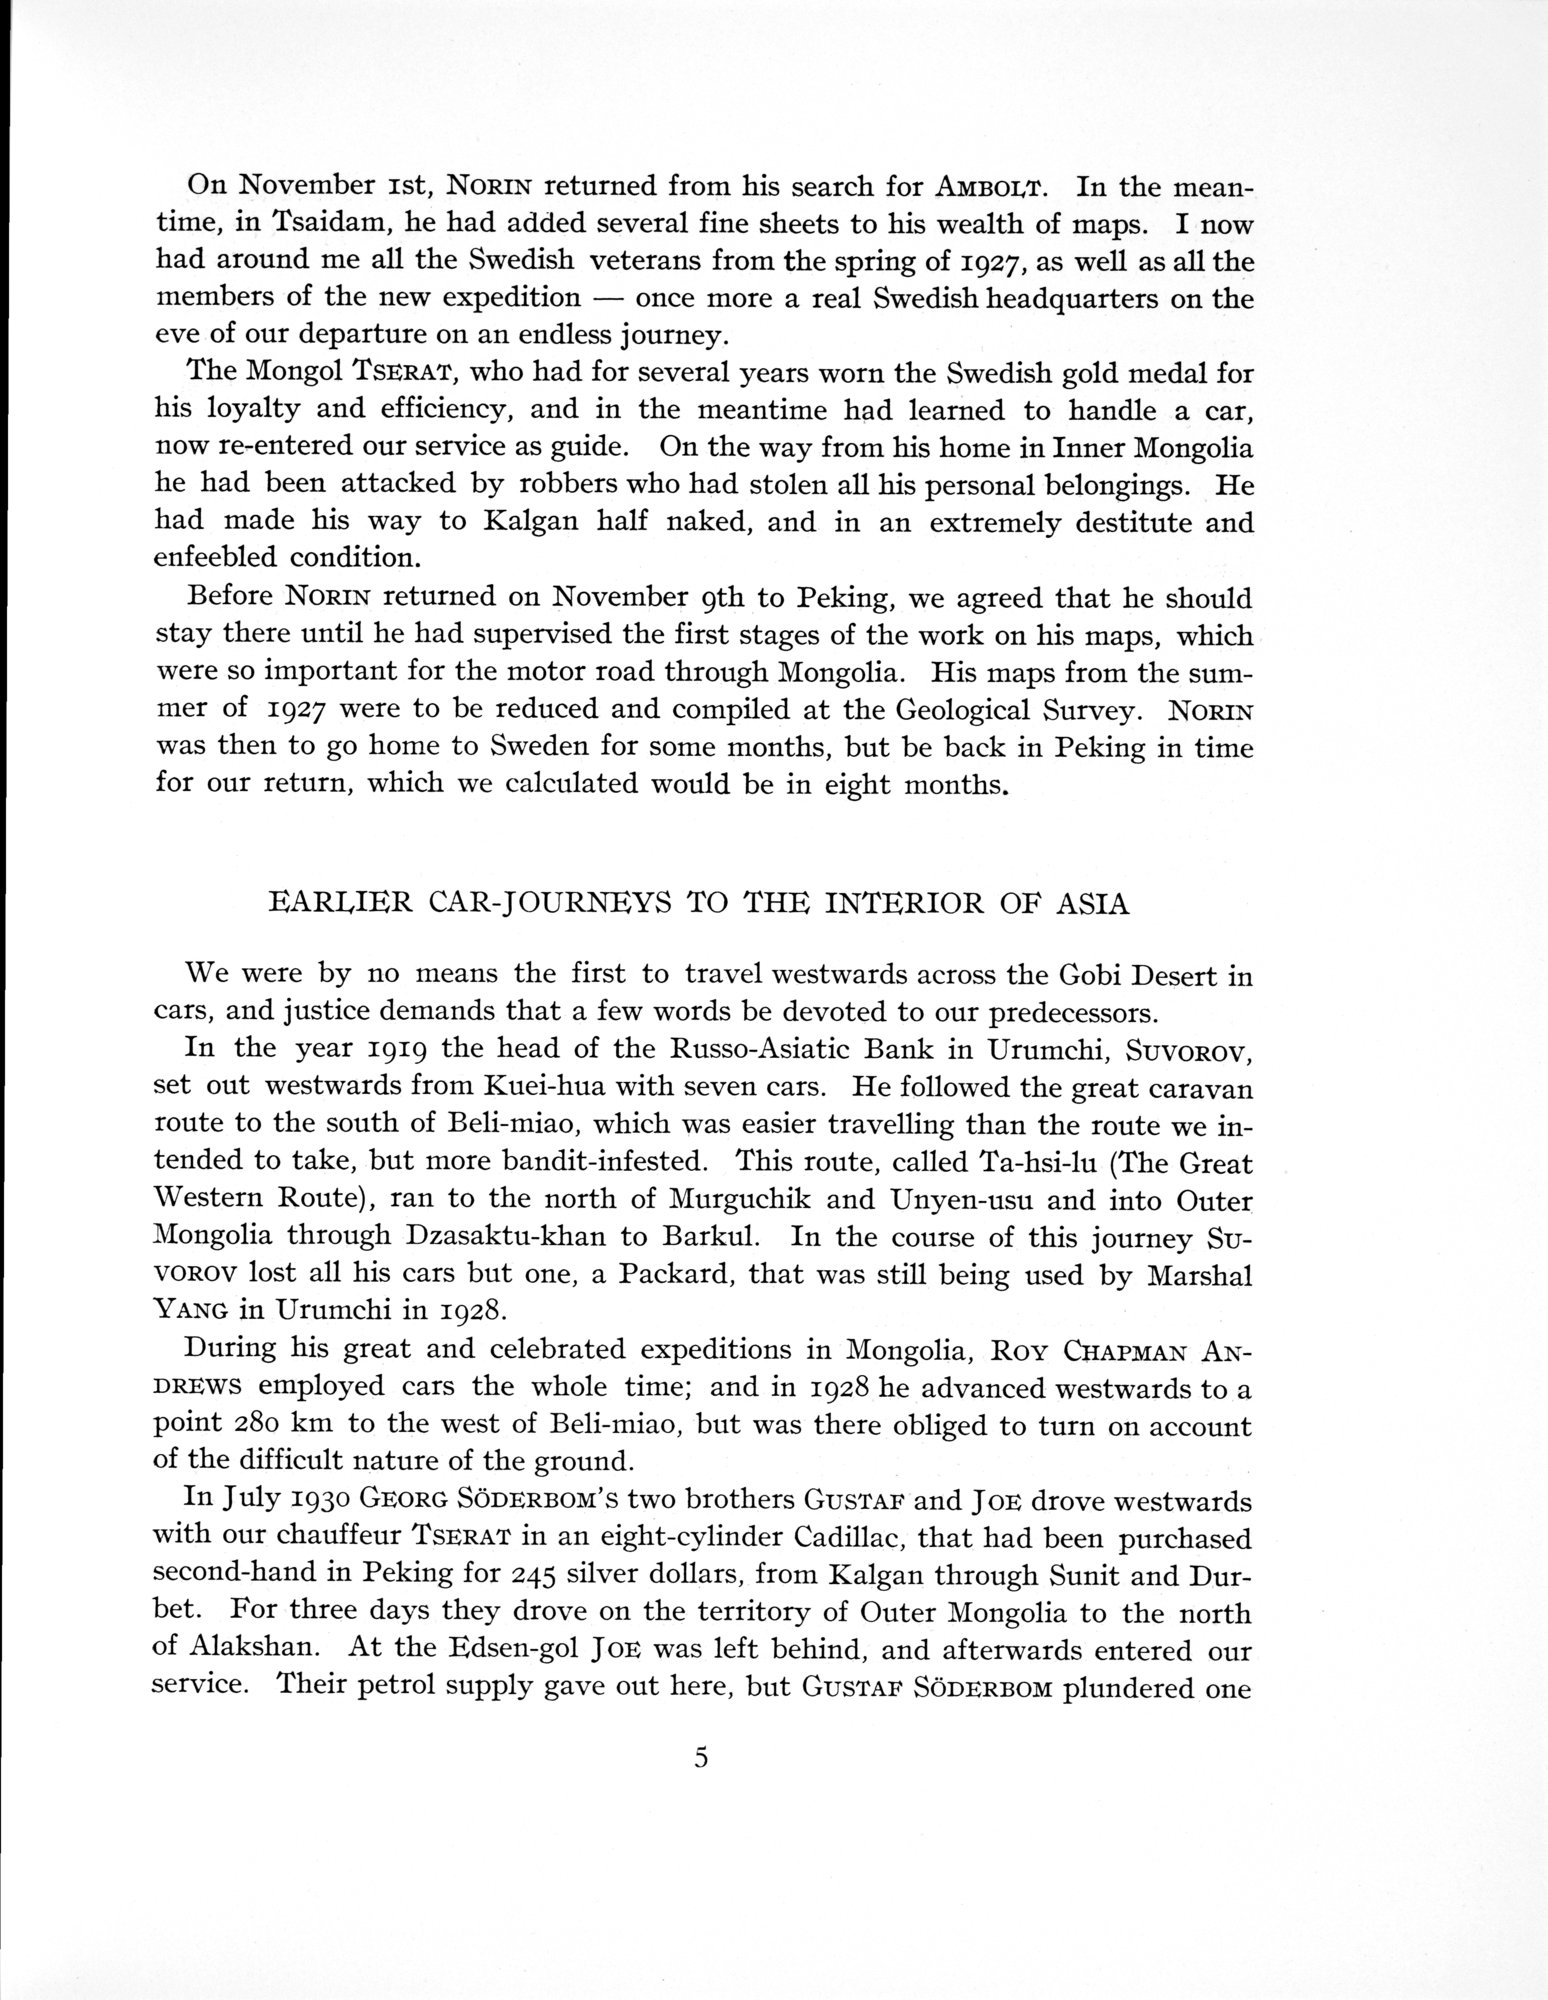 On November 1st, NORIN returned from his search for AMBOLT. In the mean-
time, in Tsaidam, he had added several fine sheets to his wealth of maps. I now
had around me all the Swedish veterans from the spring of 1927, as well as all the
members of the new expedition — once more a real Swedish headquarters on the
eve of our departure on an endless journey.
The Mongol TSERAT, who had for several years worn the Swedish gold medal for
his loyalty and efficiency, and in the meantime had learned to handle a car,
now re-entered our service as guide. On the way from his home in Inner Mongolia
he had been attacked by robbers who had stolen all his personal belongings. He
had made his way to Kalgan half naked, and in an extremely destitute and
enfeebled condition.
Before NORIN returned on November 9th to Peking, we agreed that he should
stay there until he had supervised the first stages of the work on his maps, which
were so important for the motor road through Mongolia. His maps from the sum-
mer of 1927 were to be reduced and compiled at the Geological Survey. NORIN
was then to go home to Sweden for some months, but be back in Peking in time
for our return, which we calculated would be in eight months.
EARLIER CAR-JOURNEYS TO THE INTERIOR OF ASIA
We were by no means the first to travel westwards across the Gobi Desert in
cars, and justice demands that a few words be devoted to our predecessors.
In the year 1919 the head of the Russo-Asiatic Bank in Urumchi, SUVOROV,
set out westwards from Kuei-hua with seven cars. He followed the great caravan
route to the south of Beli-miao, which was easier travelling than the route we in-
tended to take, but more bandit-infested. This route, called Ta-hsi-lu (The Great
Western Route), ran to the north of Murguchik and Unyen-usu and into Outer
Mongolia through Dzasaktu-khan to Barkul. In the course of this journey SU-
VOROV lost all his cars but one, a Packard, that was still being used by Marshal
YANG in Urumchi in 1928.
During his great and celebrated expeditions in Mongolia, ROY CHAPMAN AN-
DREWS employed cars the whole time; and in 1928 he advanced westwards to a
point 280 km to the west of Beli-miao, but was there obliged to turn on account
of the difficult nature of the ground.
In July 1930 GEORG SÖDERBOM'S two brothers GUSTAF and JOE drove westwards
with our chauffeur TSERAT in an eight-cylinder Cadillac, that had been purchased
second-hand in Peking for 245 silver dollars, from Kalgan through Sunit and Dur-
bet. For three days they drove on the territory of Outer Mongolia to the north
of Alakshan. At the Edsen-gol JOE was left behind, and afterwards entered our
service. Their petrol supply gave out here, but GUSTAF SÖDERBOM plundered one
5